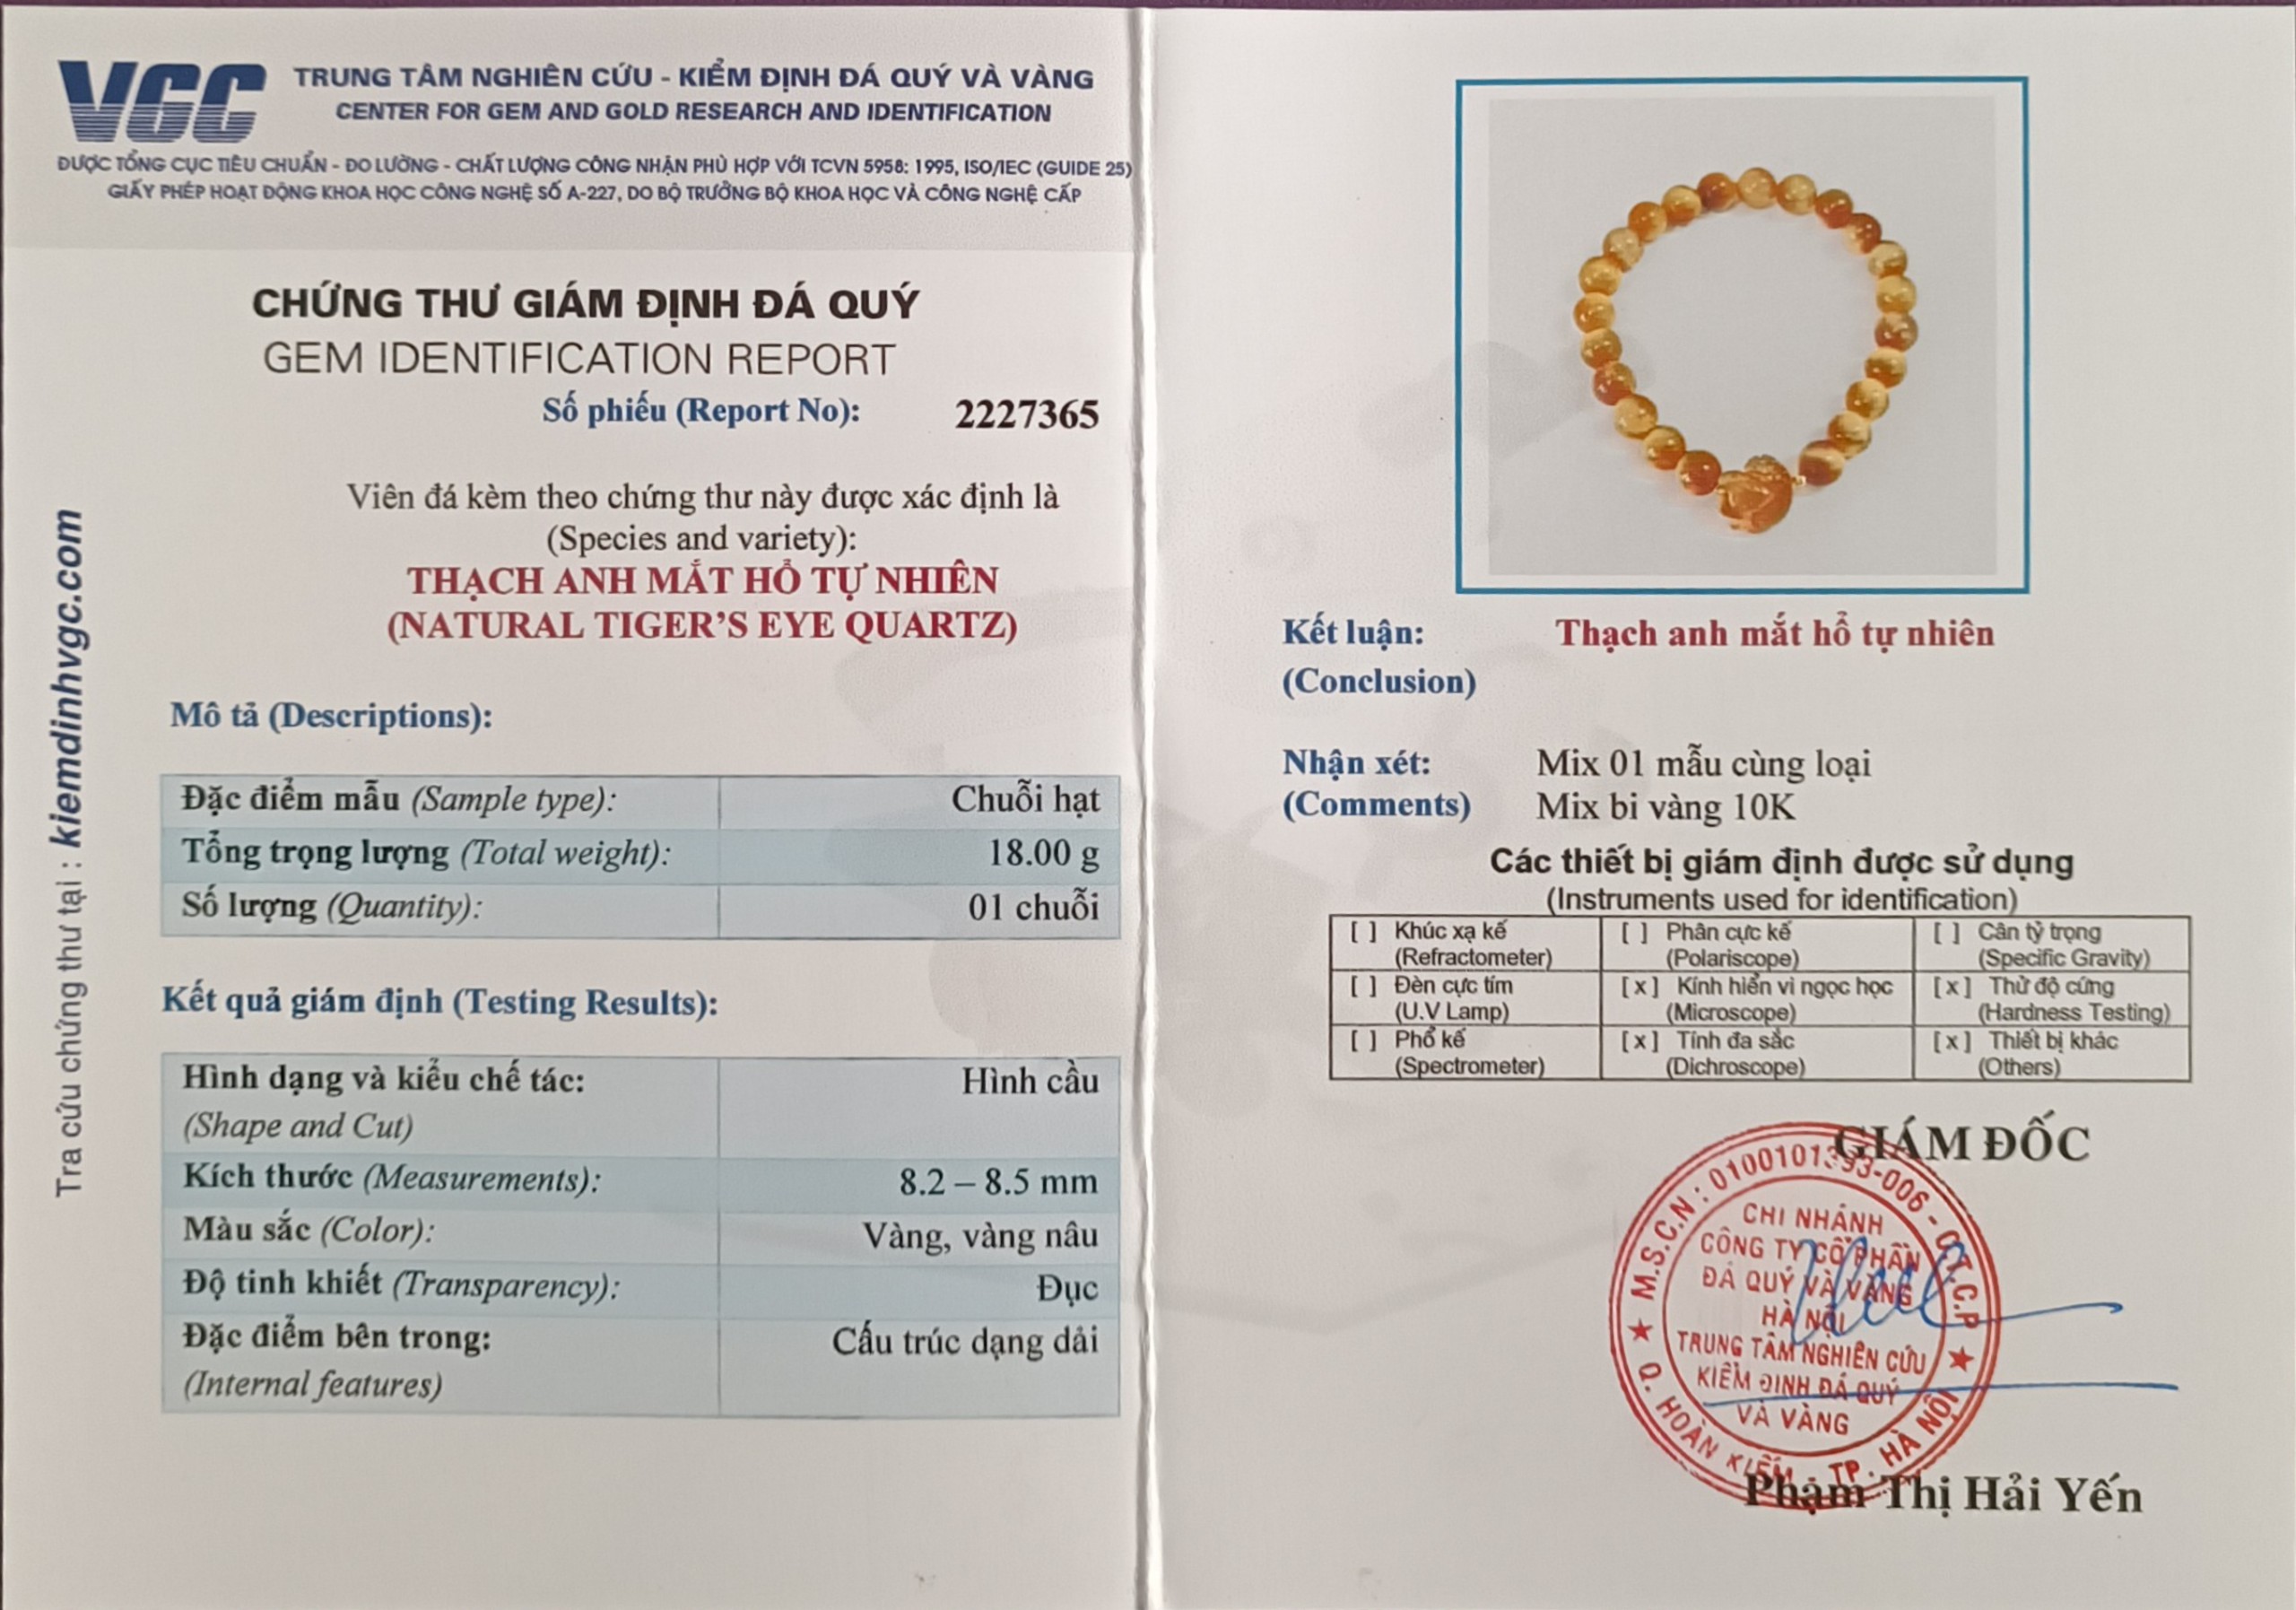 VGC
TRUNG TÂM NGHIÊN CỨU - KIỂM ĐỊNH ĐÁ QUÝ VÀ VÀNG
CENTER FOR GEM AND GOLD RESEARCH AND IDENTIFICATION
ĐƯỢC TỔNG CỤC TIÊU CHUẨN - ĐO LƯỜNG - CHẤT LƯỢNG CÔNG NHẬN PHÙ HỢP VỚI TCVN 5958: 1995, ISO/IEC (GUIDE 25)
GIẤY PHÉP HOẠT ĐỘNG KHOA HỌC CÔNG NGHỆ SỐ A-227, DO BỘ TRƯỞNG BỘ KHOA HỌC VÀ CÔNG NGHỆ CẤP
CHỨNG THƯ GIÁM ĐỊNH ĐÁ QUÝ
GEM IDENTIFICATION REPORT
Số phiếu (Report No): 2227365
Viên đá kèm theo chứng thư này được xác định là
(Species and variety):
THẠCH ANH MẮT HỔ TỰ NHIÊN
(NATURAL TIGER'S EYE QUARTZ)
Mô tả (Descriptions):
Đặc điểm mẫu (Sample type): Chuỗi hạt
Tổng trọng lượng (Total weight): 18.00 g
Số lượng (Quantity): 01 chuỗi
Kết quả giám định (Testing Results):
Hình dạng và kiểu chế tác: Hình cầu
(Shape and Cut)
Kích thước (Measurements): 8.2 – 8.5 mm
Màu sắc (Color): Vàng, vàng nâu
Độ tinh khiết (Transparency): Đục
Đặc điểm bên trong: Cấu trúc dạng dải
(Internal features)
Tra cứu chứng thư tại : kiemdinhvgc.com
Kết luận: Thạch anh mắt hổ tự nhiên
(Conclusion)
Nhận xét: Mix 01 mẫu cùng loại
(Comments) Mix bi vàng 10K
Các thiết bị giám định được sử dụng
(Instruments used for identification)
[ ] Khúc xạ kế [ ] Phân cực kế [ ] Cân tỷ trọng
(Refractometer) (Polariscope) (Specific Gravity)
[ ] Đèn cực tím [x] Kính hiển vi ngọc học [x] Thử độ cứng
(U.V Lamp) (Microscope) (Hardness Testing)
[ ] Phổ kế [x] Tính đa sắc [x] Thiết bị khác
(Spectrometer) (Dichroscope) (Others)
GIÁM ĐỐC
M.S.C.N : 0100101393-006 - C.T.C.P
CHI NHÁNH
CÔNG TY CỔ PHẦN
ĐÁ QUÝ VÀ VÀNG
HÀ NỘI
TRUNG TÂM NGHIÊN CỨU
KIỂM ĐỊNH ĐÁ QUÝ
VÀ VÀNG
Q. HOÀN KIẾM - TP. HÀ NỘI
Phạm Thị Hải Yến